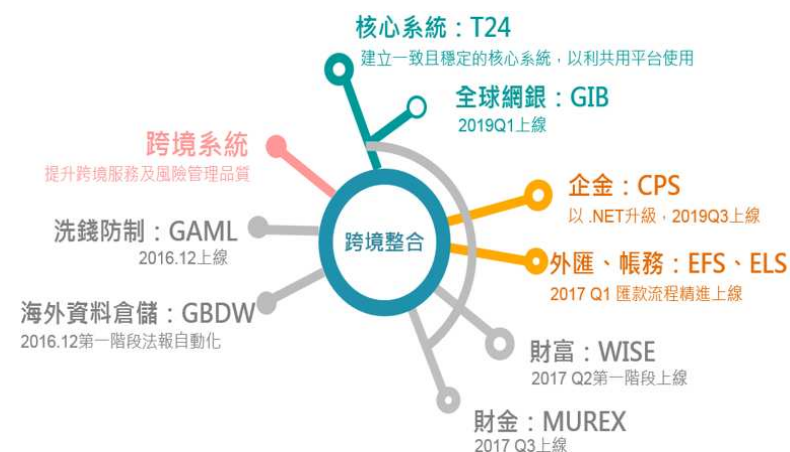 核心系統：T24
建立一致且穩定的核心系統，以利共用平台使用
全球網銀：GIB
2019Q1上線
跨境系統
提升跨境服務及風險管理品質
企金：CPS
以 .NET升級，2019Q3上線
洗錢防制：GAML
2016.12上線
跨境整合
外匯、帳務：EFS、ELS
2017 Q1 匯款流程精進上線
海外資料倉儲：GBDW
2016.12第一階段法報自動化
財富：WISE
2017 Q2第一階段上線
財金：MUREX
2017 Q3上線